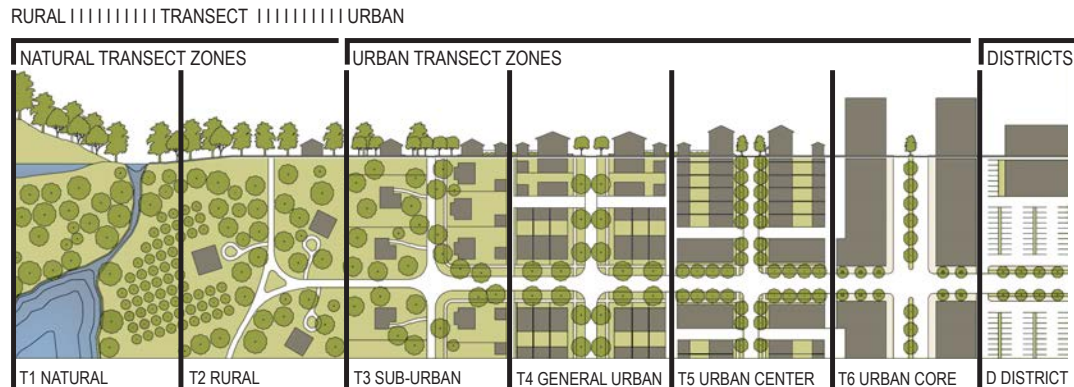 RURAL I I I I I I I I I I TRANSECT I I I I I I I I I I URBAN
NATURAL TRANSECT ZONES
URBAN TRANSECT ZONES
DISTRICTS
T1 NATURAL
T2 RURAL
T3 SUB-URBAN
T4 GENERAL URBAN
T5 URBAN CENTER
T6 URBAN CORE
D DISTRICT